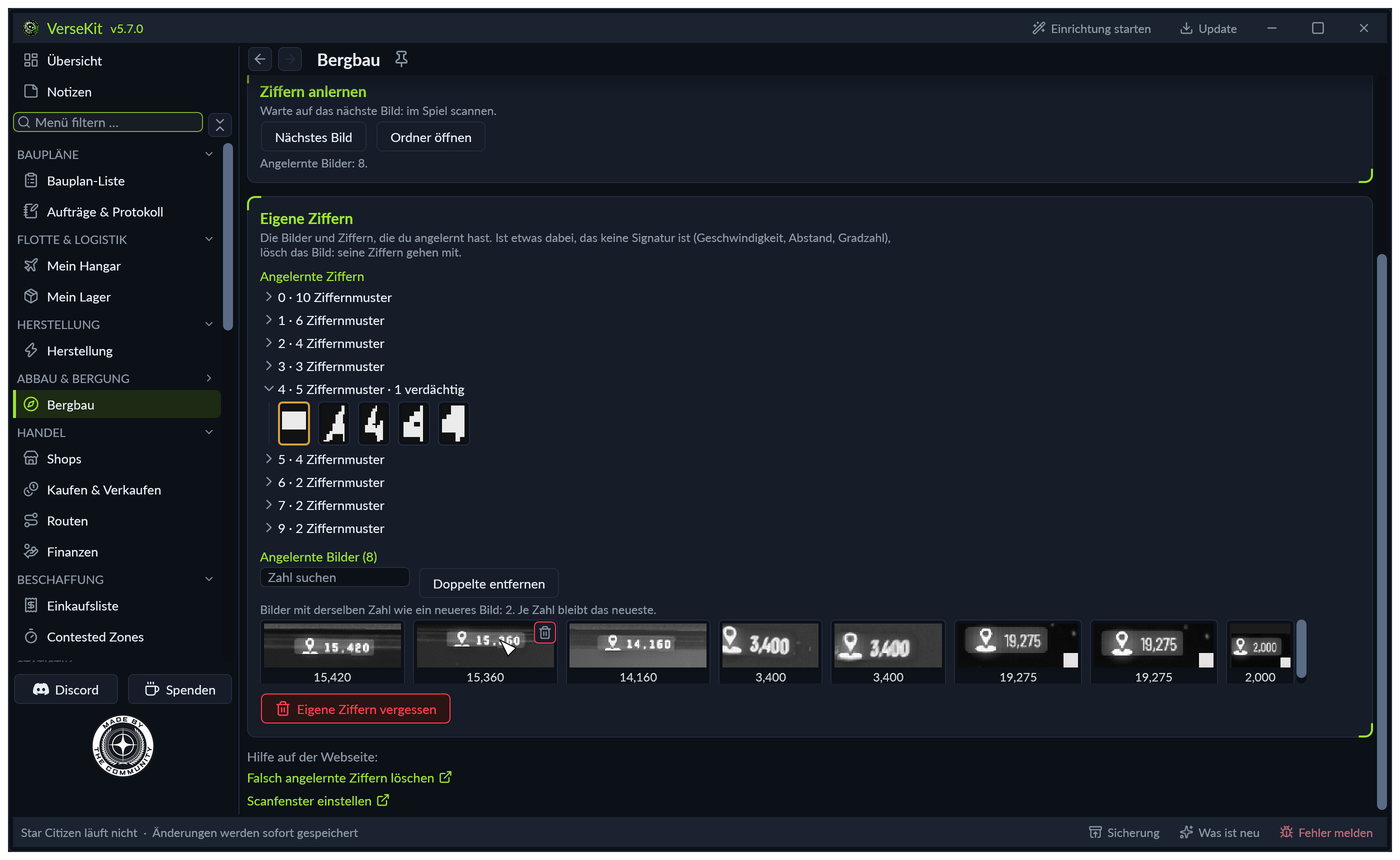 VerseKit v5.7.0
Einrichtung starten
Update
Übersicht
Notizen
Menü filtern ...
BAUPLÄNE
Bauplan-Liste
Aufträge & Protokoll
FLOTTE & LOGISTIK
Mein Hangar
Mein Lager
HERSTELLUNG
Herstellung
ABBAU & BERGUNG
Bergbau
HANDEL
Shops
Kaufen & Verkaufen
Routen
Finanzen
BESCHAFFUNG
Einkaufsliste
Contested Zones
Discord
Spenden
MADE BY
THE COMMUNITY
Bergbau
Ziffern anlernen
Warte auf das nächste Bild: im Spiel scannen.
Nächstes Bild
Ordner öffnen
Angelernte Bilder: 8.
Eigene Ziffern
Die Bilder und Ziffern, die du angelernt hast. Ist etwas dabei, das keine Signatur ist (Geschwindigkeit, Abstand, Gradzahl),
lösch das Bild: seine Ziffern gehen mit.
Angelernte Ziffern
0 · 10 Ziffernmuster
1 · 6 Ziffernmuster
2 · 4 Ziffernmuster
3 · 3 Ziffernmuster
4 · 5 Ziffernmuster · 1 verdächtig
5 · 4 Ziffernmuster
6 · 2 Ziffernmuster
7 · 2 Ziffernmuster
9 · 2 Ziffernmuster
Angelernte Bilder (8)
Zahl suchen
Doppelte entfernen
Bilder mit derselben Zahl wie ein neueres Bild: 2. Je Zahl bleibt das neueste.
15,420 15,360 14,160 3,400 3,400 19,275 19,275 2,000
15,420 15,360 14,160 3,400 3,400 19,275 19,275 2,000
Eigene Ziffern vergessen
Hilfe auf der Webseite:
Falsch angelernte Ziffern löschen
Scanfenster einstellen
Star Citizen läuft nicht · Änderungen werden sofort gespeichert
Sicherung
Was ist neu
Fehler melden